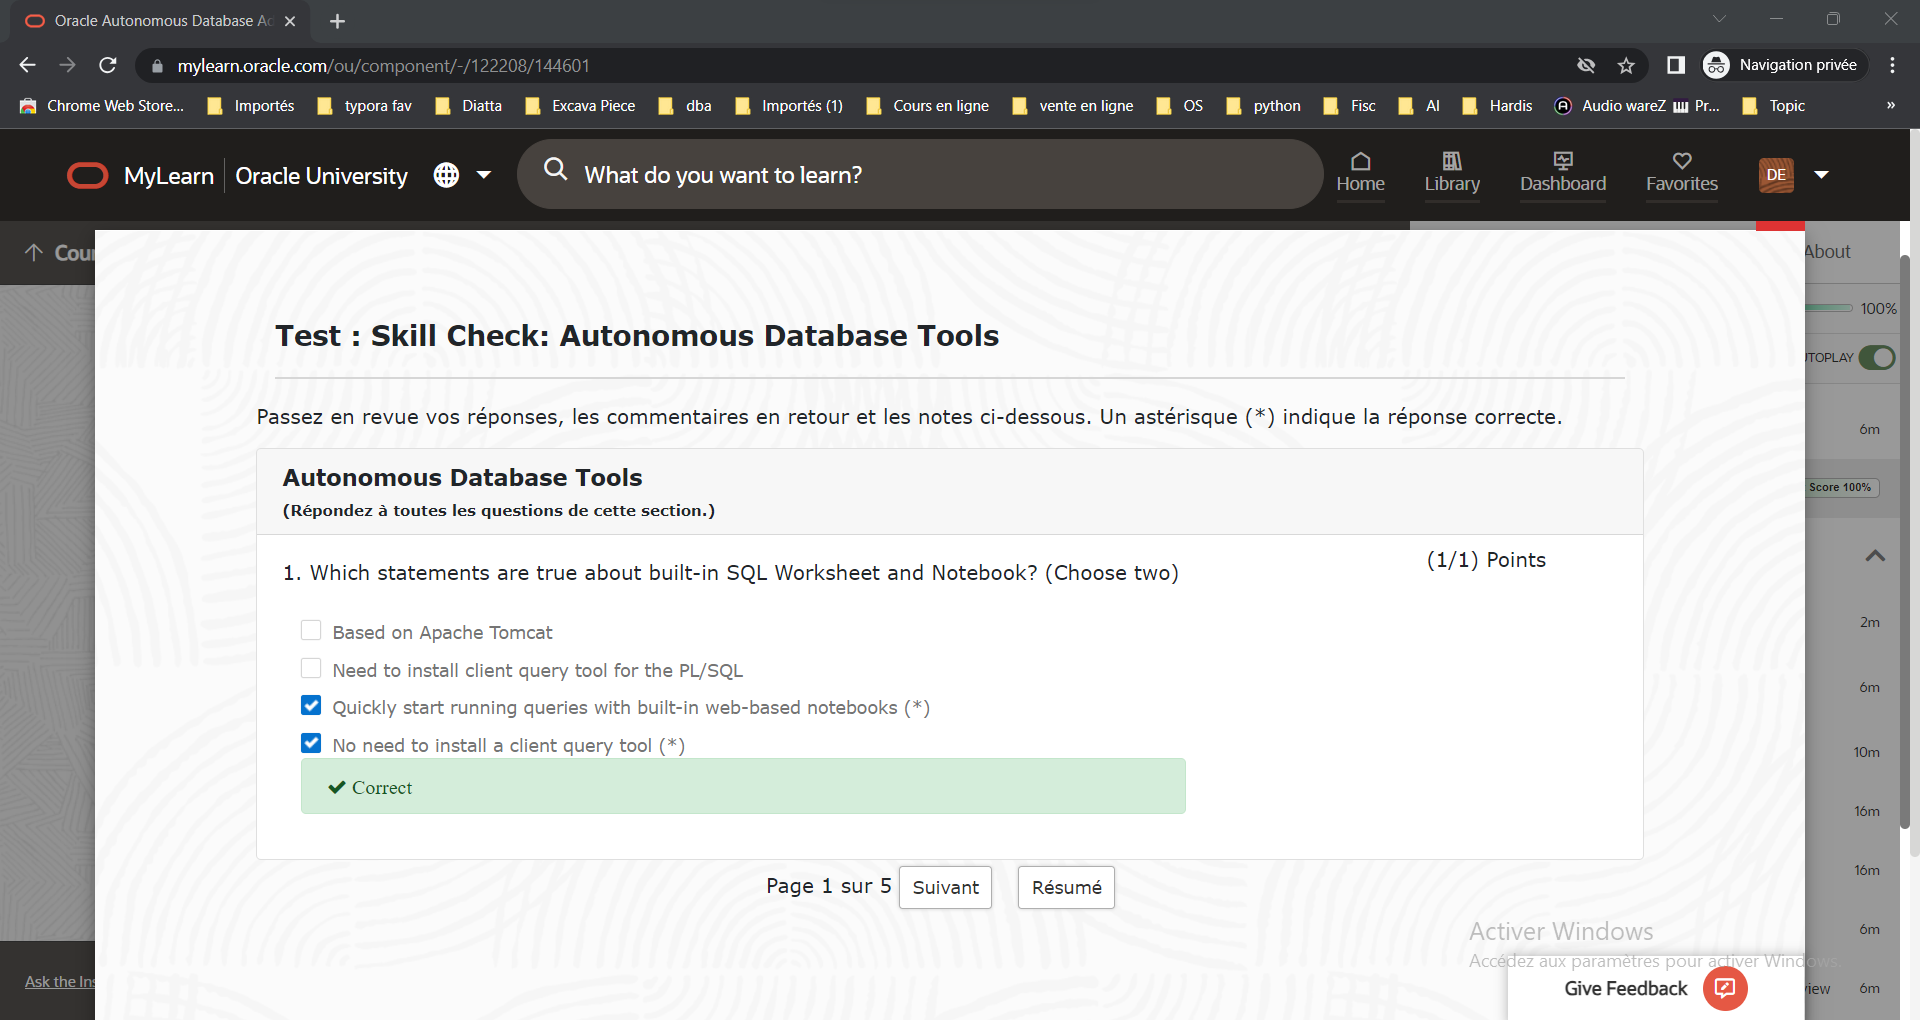 Oracle Autonomous Database Ad
mylearn.oracle.com/ou/component/-/122208/144601
Navigation privée
Chrome Web Store... Importés typora fav Diatta Excava Piece dba Importés (1) Cours en ligne vente en ligne OS python Fisc AI Hardis Audio wareZ Pr... Topic »
MyLearn Oracle University
What do you want to learn?
Home Library Dashboard Favorites DE
Cour
About
100%
Test : Skill Check: Autonomous Database Tools
UTOPLAY
Passez en revue vos réponses, les commentaires en retour et les notes ci-dessous. Un astérisque (*) indique la réponse correcte.
6m
Autonomous Database Tools
Score 100%
(Répondez à toutes les questions de cette section.)
1. Which statements are true about built-in SQL Worksheet and Notebook? (Choose two)
(1/1) Points
Based on Apache Tomcat
2m
Need to install client query tool for the PL/SQL
6m
Quickly start running queries with built-in web-based notebooks (*)
No need to install a client query tool (*)
10m
Correct
16m
Page 1 sur 5 Suivant Résumé
16m
Activer Windows
6m
Accédez aux paramètres pour activer Windows.
Ask the Ins
Give Feedback
view 6m